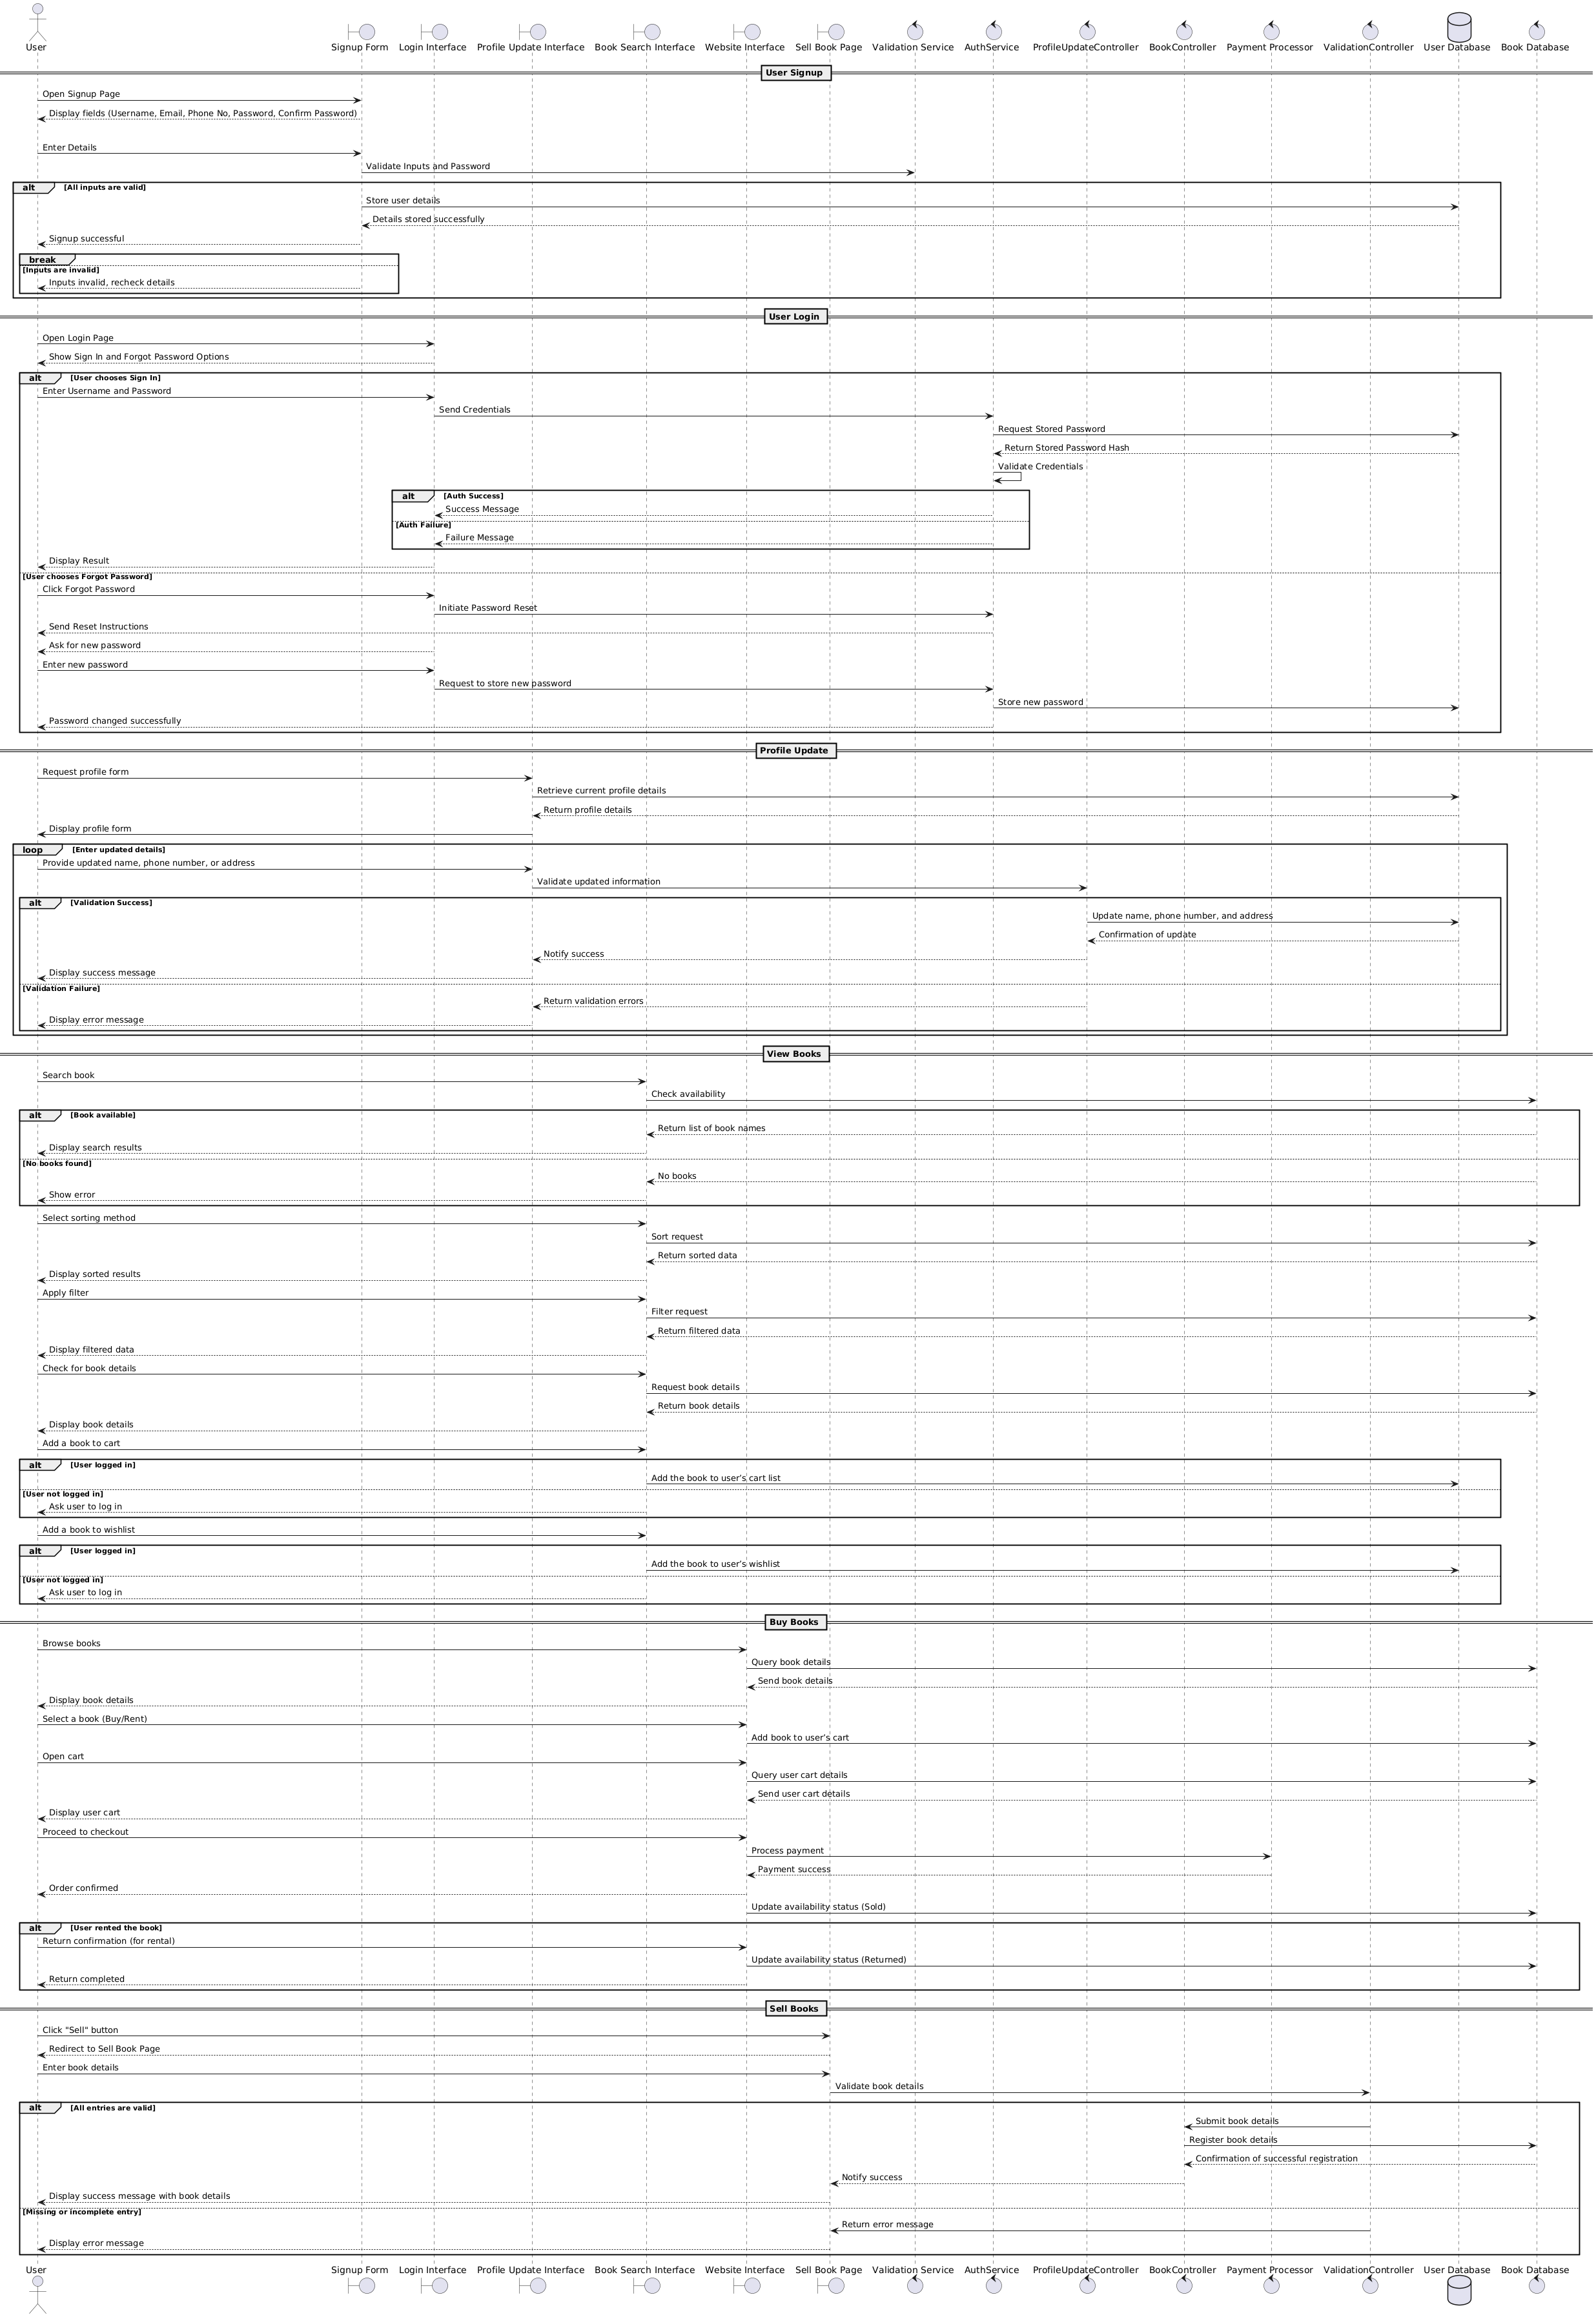 User
Signup Form
Login Interface
Profile Update Interface
Book Search Interface
Website Interface
Sell Book Page
Validation Service
AuthService
ProfileUpdateController
BookController
Payment Processor
ValidationController
User Database
Book Database
User Signup
Open Signup Page
Display fields (Username, Email, Phone No, Password, Confirm Password)
Enter Details
Validate Inputs and Password
alt [All inputs are valid]
Store user details
Details stored successfully
Signup successful
break
[Inputs are invalid]
Inputs invalid, recheck details
User Login
Open Login Page
Show Sign In and Forgot Password Options
alt [User chooses Sign In]
Enter Username and Password
Send Credentials
Request Stored Password
Return Stored Password Hash
Validate Credentials
alt [Auth Success]
Success Message
[Auth Failure]
Failure Message
Display Result
[User chooses Forgot Password]
Click Forgot Password
Initiate Password Reset
Send Reset Instructions
Ask for new password
Enter new password
Request to store new password
Store new password
Password changed successfully
Profile Update
Request profile form
Retrieve current profile details
Return profile details
Display profile form
loop [Enter updated details]
Provide updated name, phone number, or address
Validate updated information
alt [Validation Success]
Update name, phone number, and address
Confirmation of update
Notify success
Display success message
[Validation Failure]
Return validation errors
Display error message
View Books
Search book
Check availability
alt [Book available]
Return list of book names
Display search results
[No books found]
No books
Show error
Select sorting method
Sort request
Return sorted data
Display sorted results
Apply filter
Filter request
Return filtered data
Display filtered data
Check for book details
Request book details
Return book details
Display book details
Add a book to cart
alt [User logged in]
Add the book to user's cart list
[User not logged in]
Ask user to log in
Add a book to wishlist
alt [User logged in]
Add the book to user's wishlist
[User not logged in]
Ask user to log in
Buy Books
Browse books
Query book details
Send book details
Display book details
Select a book (Buy/Rent)
Add book to user's cart
Open cart
Query user cart details
Send user cart details
Display user cart
Proceed to checkout
Process payment
Payment success
Order confirmed
Update availability status (Sold)
alt [User rented the book]
Return confirmation (for rental)
Update availability status (Returned)
Return completed
Sell Books
Click "Sell" button
Redirect to Sell Book Page
Enter book details
Validate book details
alt [All entries are valid]
Submit book details
Register book details
Confirmation of successful registration
Notify success
Display success message with book details
[Missing or incomplete entry]
Return error message
Display error message
User
Signup Form
Login Interface
Profile Update Interface
Book Search Interface
Website Interface
Sell Book Page
Validation Service
AuthService
ProfileUpdateController
BookController
Payment Processor
ValidationController
User Database
Book Database